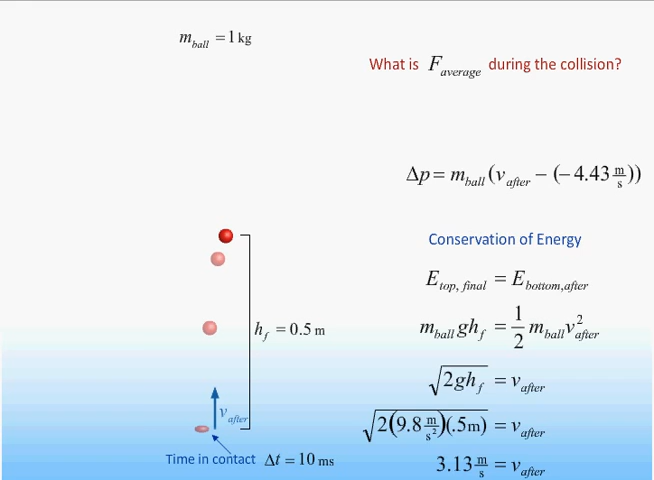 m_ball = 1 kg
What is F_average during the collision?
Δp = m_ball (v_after − (− 4.43 m/s))
Conservation of Energy
E_top, final = E_bottom,after
m_ball g h_f = 1/2 m_ball v²_after
h_f = 0.5 m
√(2gh_f) = v_after
v_after
√(2(9.8 m/s²)(.5m)) = v_after
Time in contact Δt = 10 ms
3.13 m/s = v_after